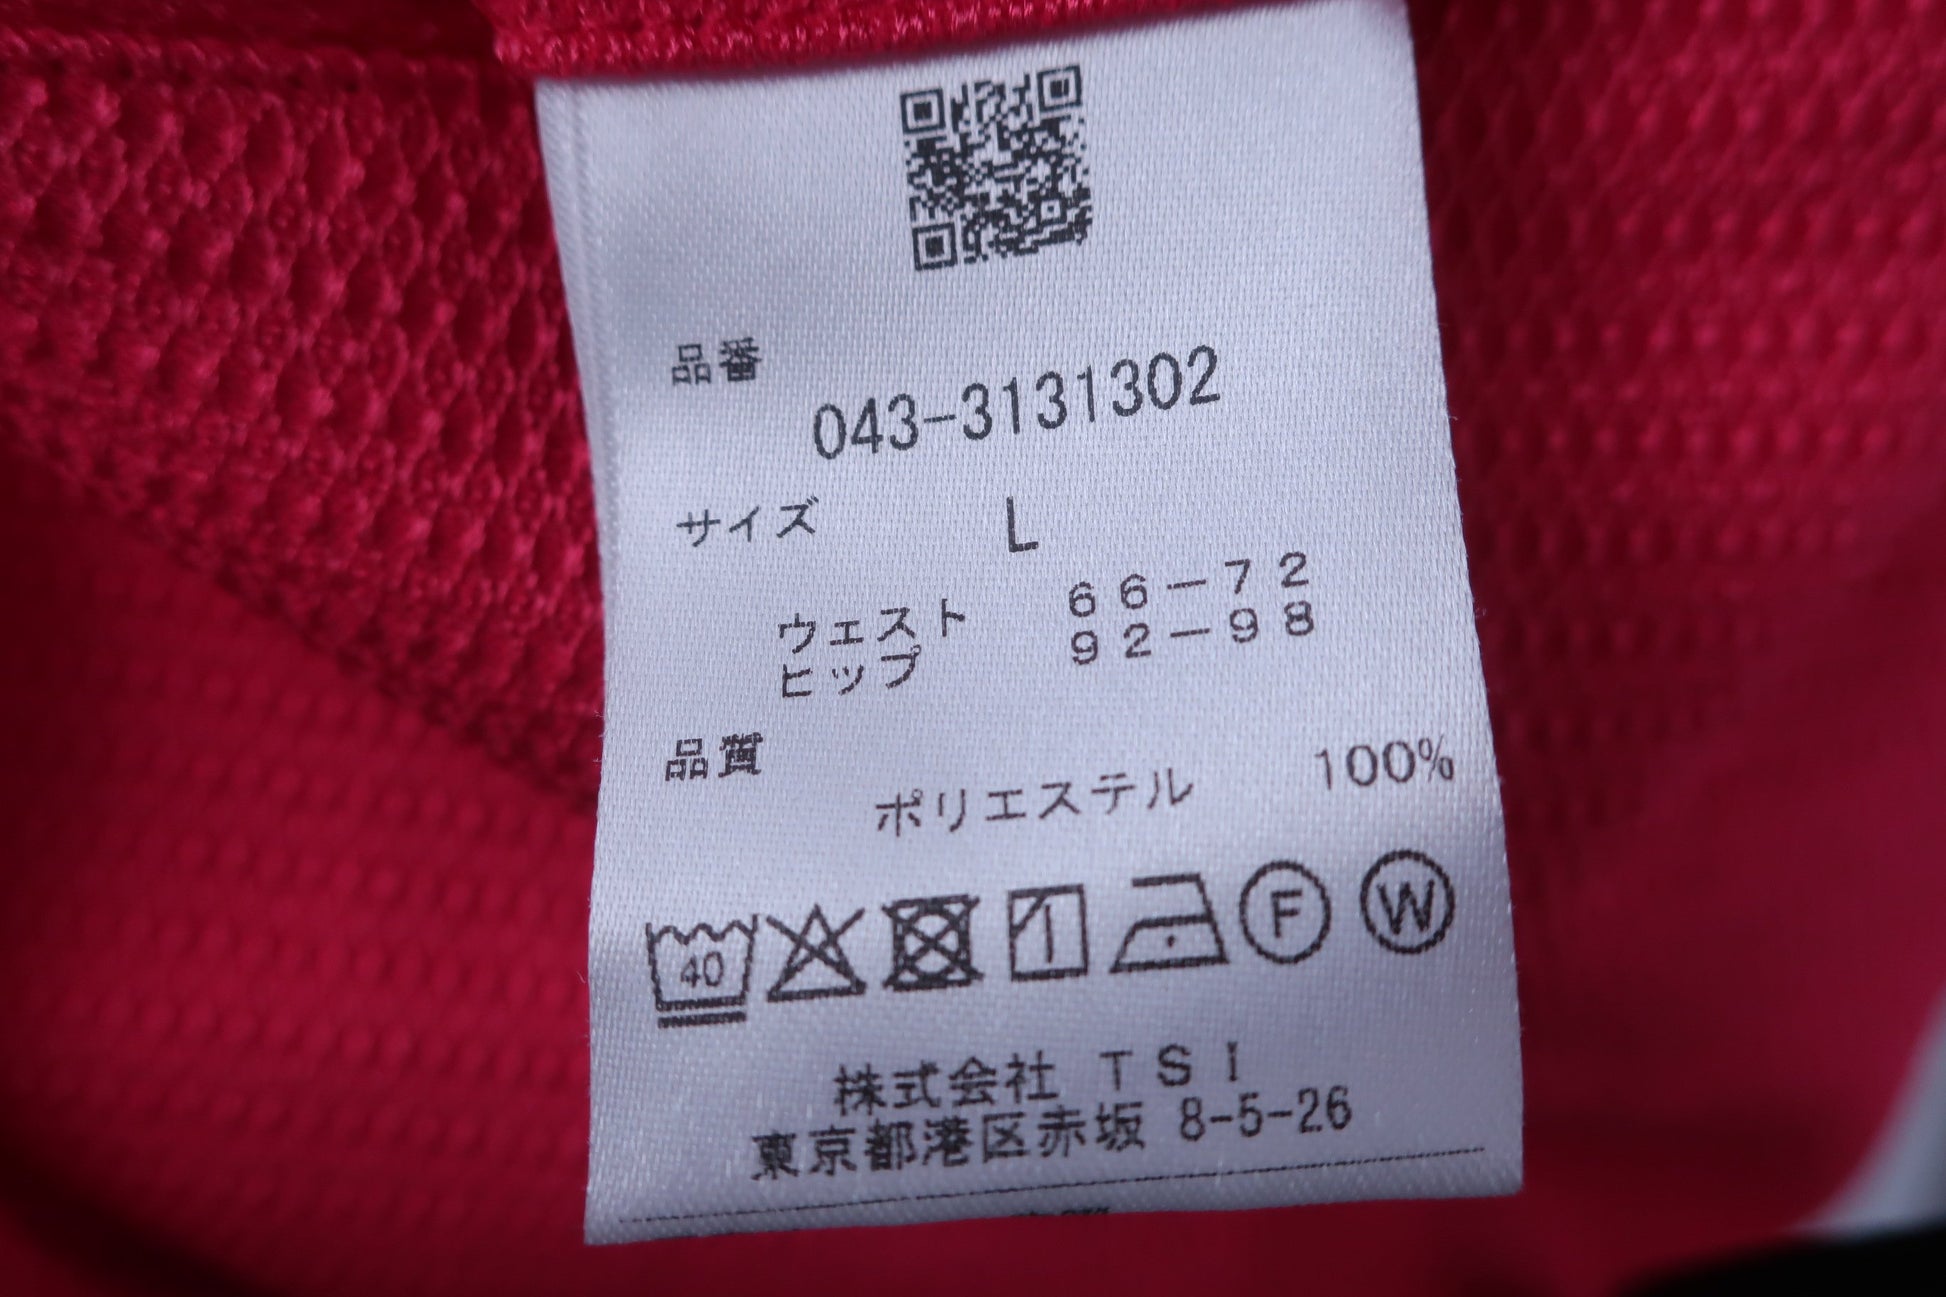 品番
043-3131302
サイズ L
ウェスト 66-72
ヒップ 92-98
品質
ポリエステル 100%
40
F W
株式会社 TSI
東京都港区赤坂 8-5-26